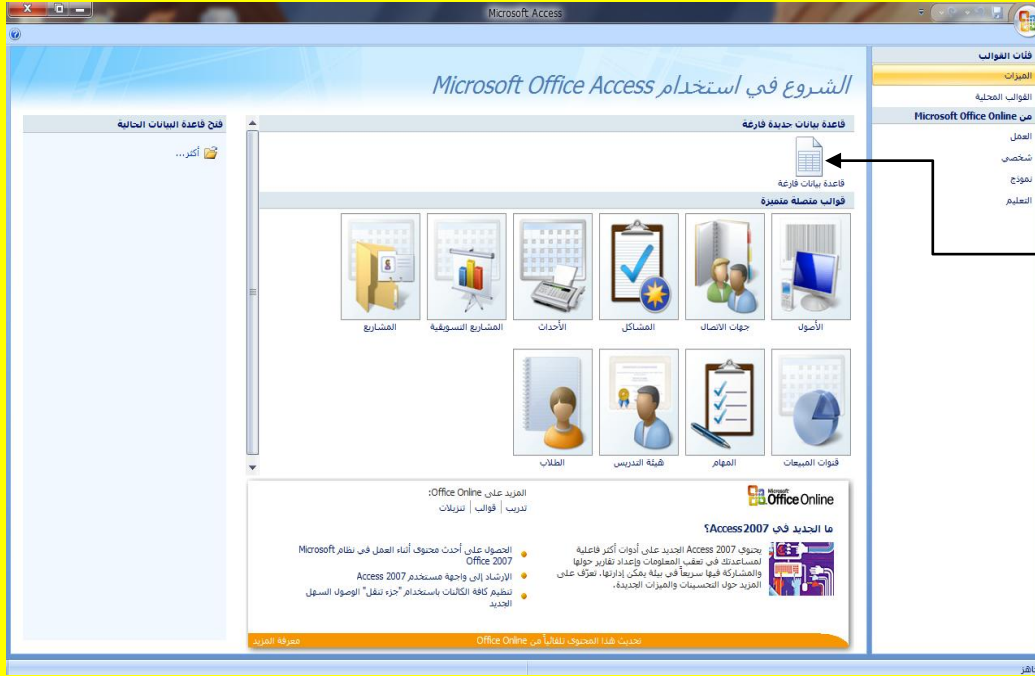 Microsoft Access
فئات القوالب
الميزات
القوالب المحلية
من Microsoft Office Online
العمل
شخصي
نموذج
التعليم
الشروع في استخدام Microsoft Office Access
قاعدة بيانات جديدة فارغة
قاعدة بيانات فارغة
قوالب متصلة متميزة
الأصول
جهات الاتصال
المشاكل
الأحداث
المشاريع التسويقية
المشاريع
قنوات المبيعات
المهام
هيئة التدريس
الطلاب
فتح قاعدة البيانات الحالية
أكثر...
Microsoft Office Online
المزيد على Office Online:
تدريب | قوالب | تنزيلات
ما الجديد في Access 2007؟
يحتوي Access 2007 الجديد على أدوات أكثر فاعلية
لمساعدتك في تعقب المعلومات وإعداد تقارير حولها
والمشاركة فيها سريعاً في بيئة يمكن إدارتها. تعرّف على
المزيد حول التحسينات والميزات الجديدة.
الحصول على أحدث محتوى أثناء العمل في نظام Microsoft
Office 2007
الإرشاد إلى واجهة مستخدم Access 2007
تنظيم كافة الكائنات باستخدام "جزء تنقل" الوصول السهل
الجديد
تحديث هذا المحتوى تلقائياً من Office Online
معرفة المزيد